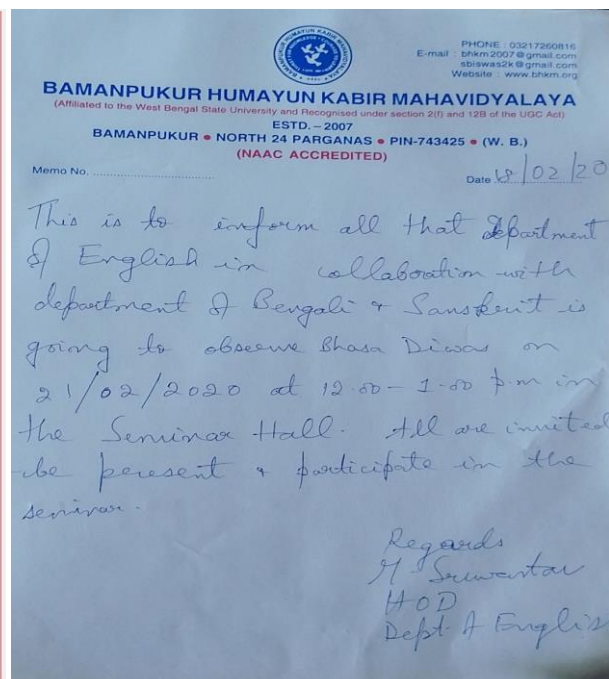 PHONE : 03217260816
E-mail : bhkm2007@gmail.com
sbiswas2k@gmail.com
Website : www.bhkm.org
BAMANPUKUR HUMAYUN KABIR MAHAVIDYALAYA
(Affiliated to the West Bengal State University and Recognised under section 2(f) and 12B of the UGC Act)
ESTD. – 2007
BAMANPUKUR • NORTH 24 PARGANAS • PIN-743425 • (W. B.)
(NAAC ACCREDITED)
Memo No.
Date 18/02/20
This is to inform all that department
of English in collaboration with
department of Bengali & Sanskrit is
going to observe Bhasa Diwas on
21/02/2020 at 12.00 – 1.00 p.m in
the Seminar Hall. All are invited
be present & participate in the
seminar.
Regards
M
HOD
Dept. of Englis